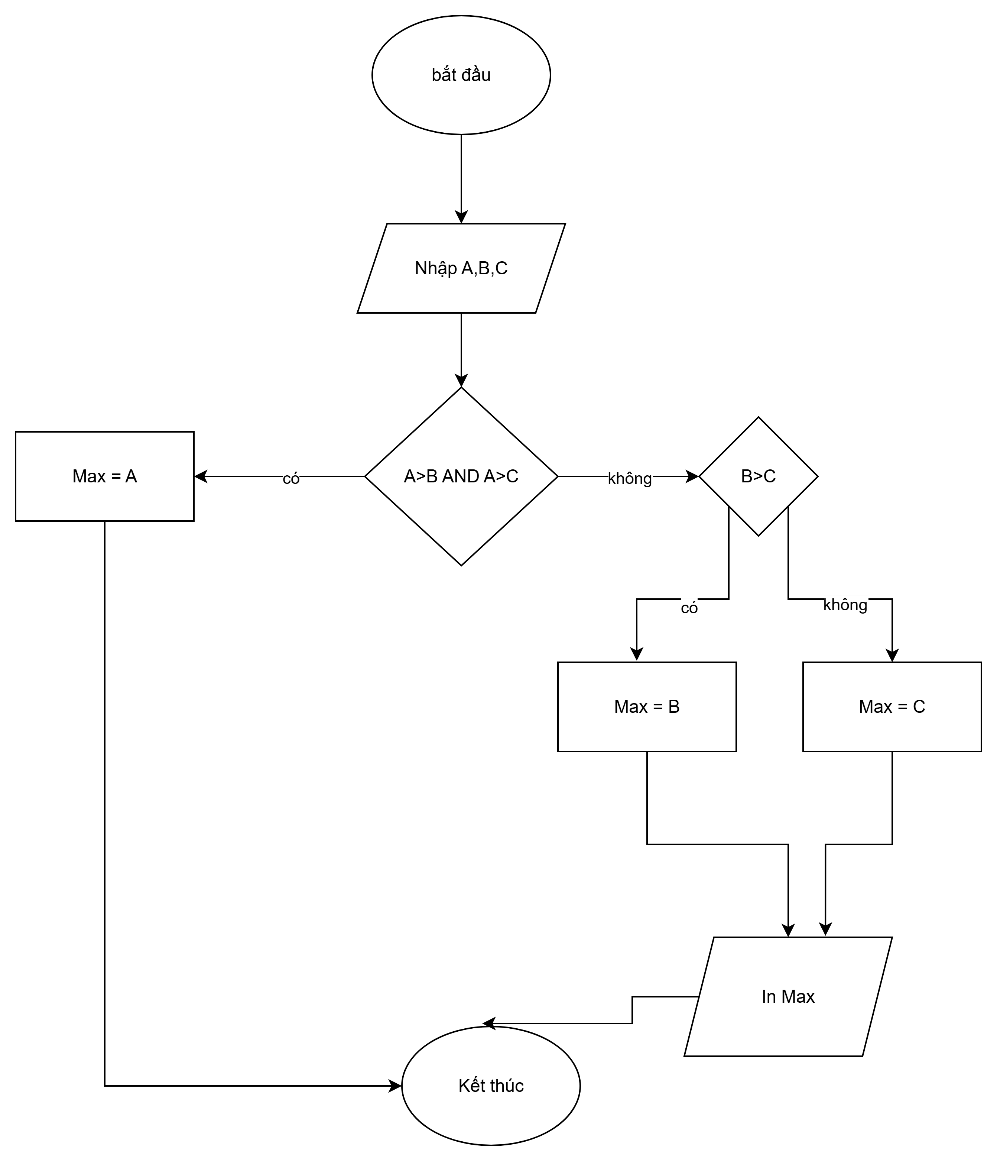 bắt đầu
Nhập A,B,C
Max = A
có
A>B AND A>C
không
B>C
có
không
Max = B
Max = C
In Max
Kết thúc